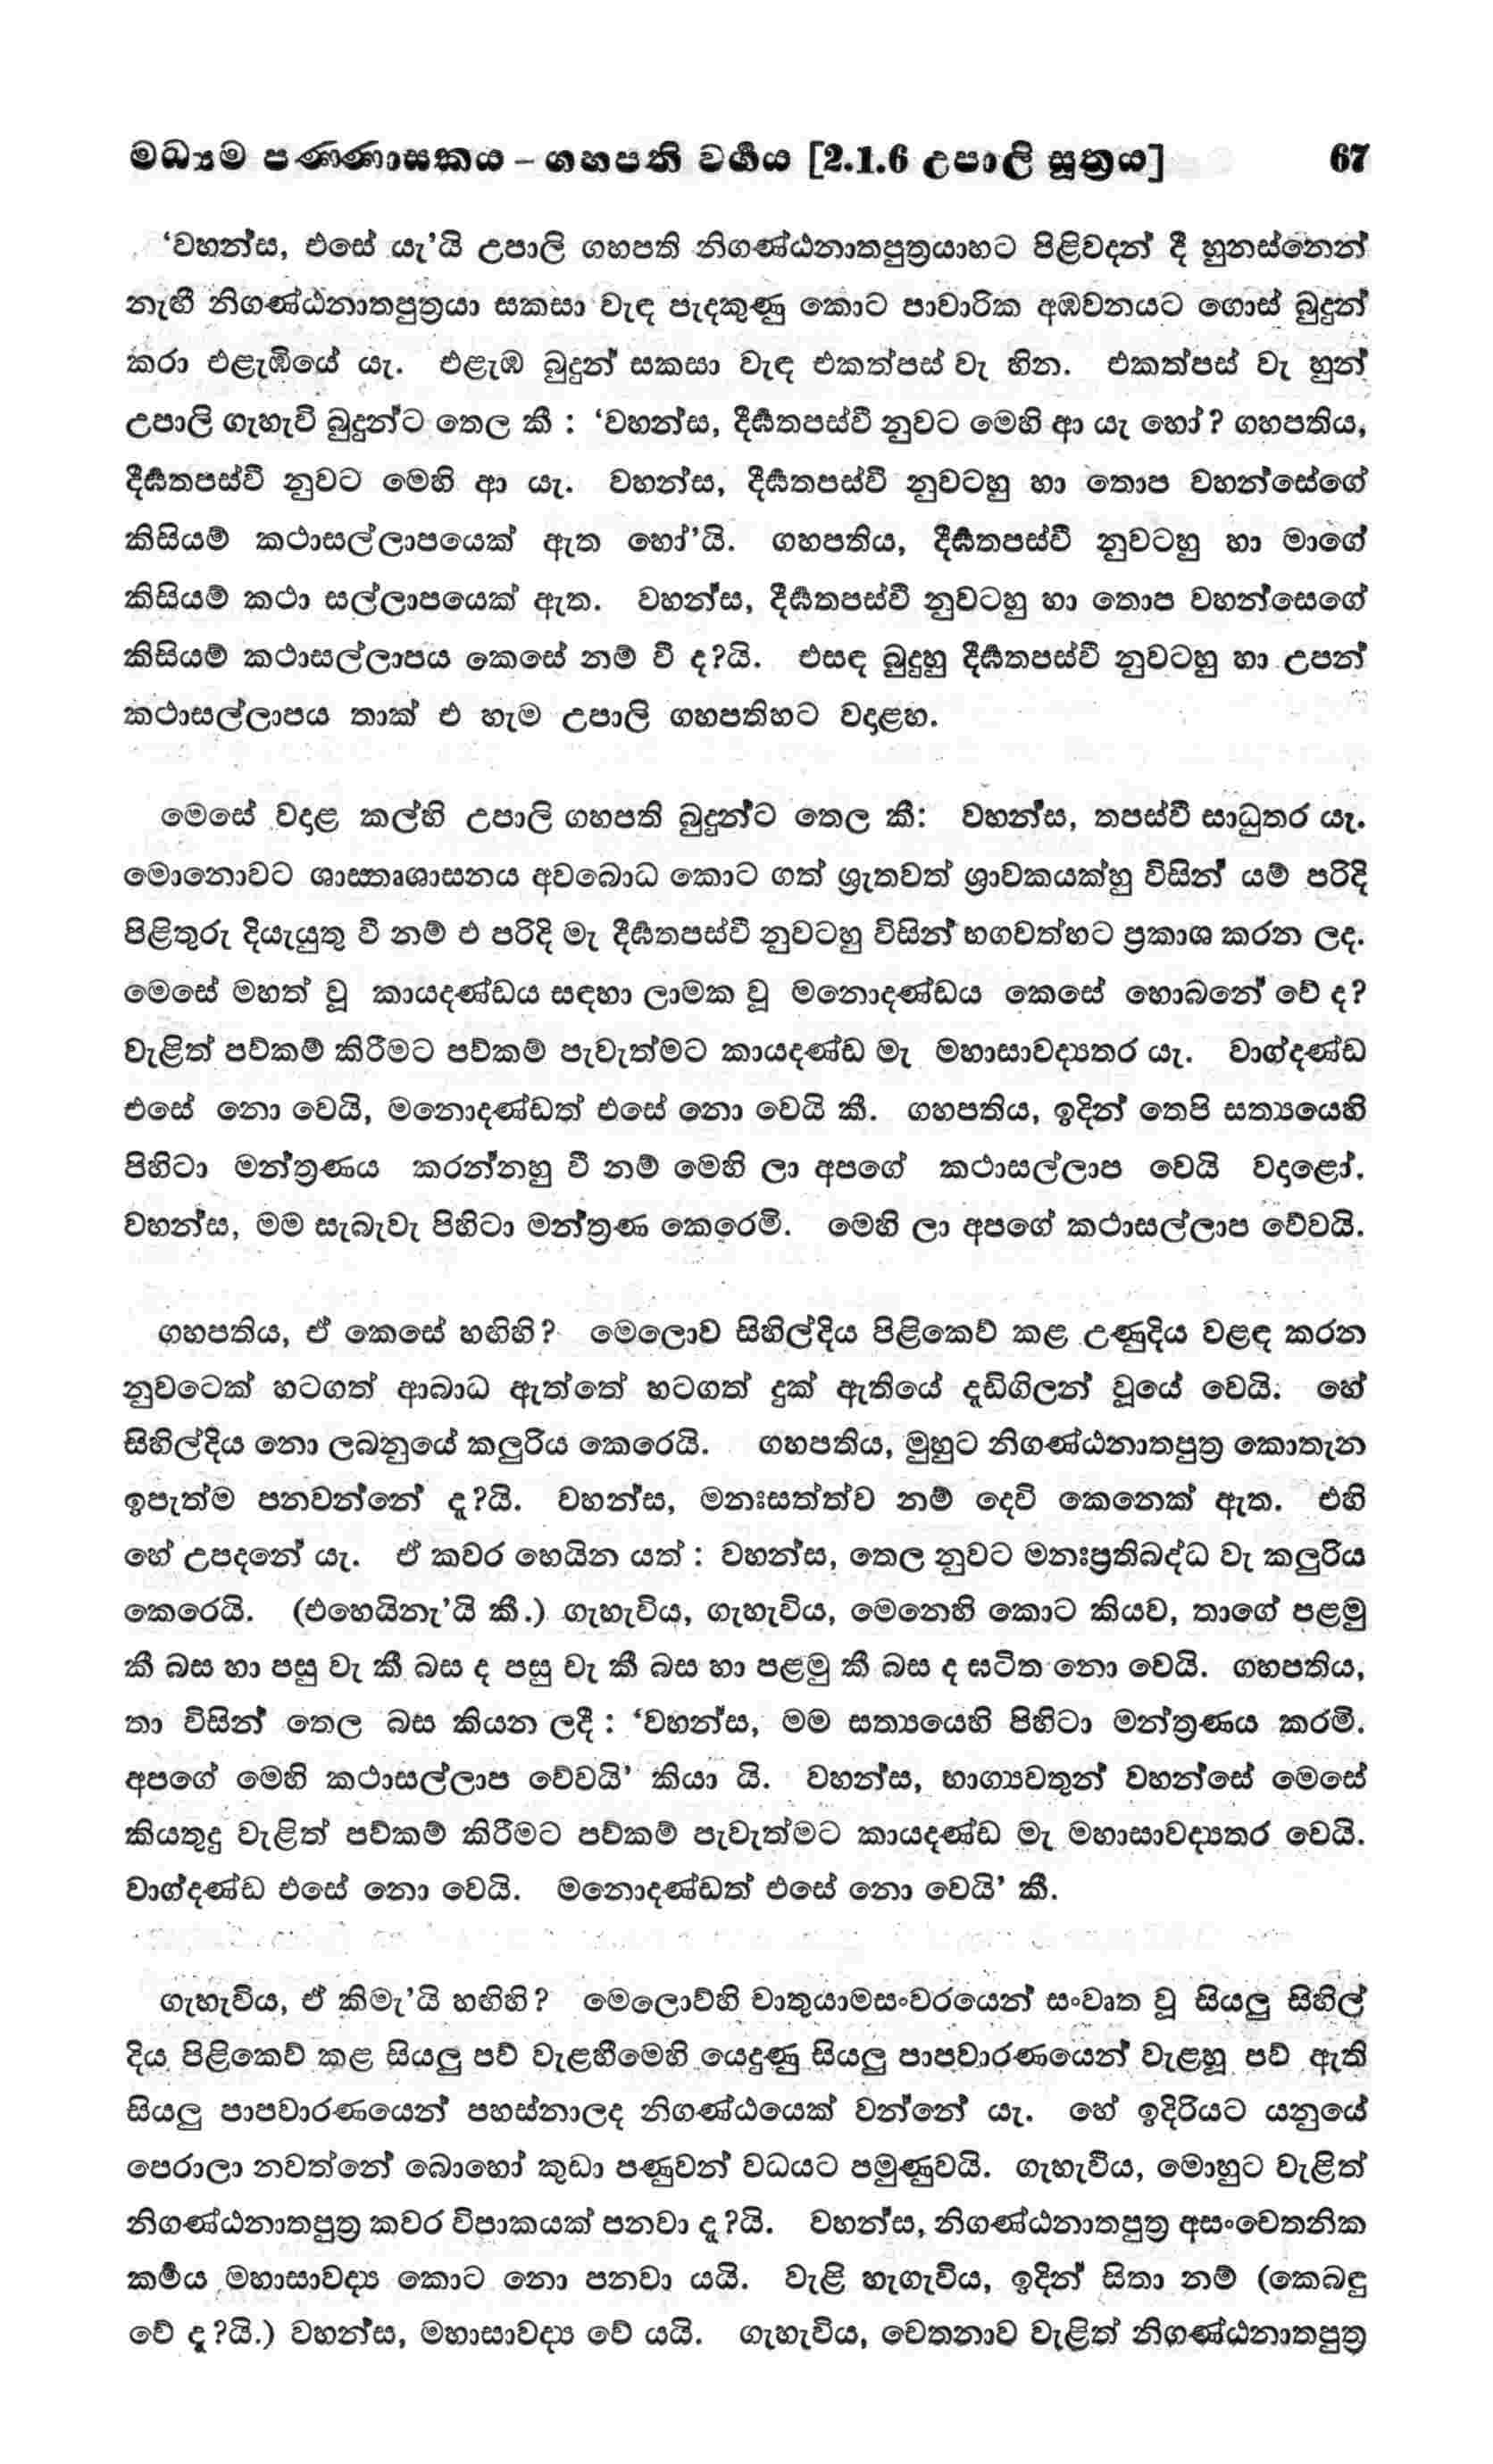 මධ්‍යම පණ්ණාසකය – ගහපති වර්‍ගය [2.1.6 උපාලි සූත්‍රය] 67
‘වහන්ස, එසේ යැ’යි උපාලි ගහපති නිගණ්ඨනාතපුත්‍රයාහට පිළිවදන් දී හුනස්නෙන්
නැඟී නිගණ්ඨනාතපුත්‍රයා සකසා වැඳ පැදකුණු කොට පාවාරික අඹවනයට ගොස් බුදුන්
කරා එළැඹියේ යැ. එළැඹ බුදුන් සකසා වැඳ එකත්පස් වැ හින. එකත්පස් වැ හුන්
උපාලි ගැහැවි බුදුන්ට තෙල කී : ‘වහන්ස, දීර්‍ඝතපස්වී නුවට මෙහි ආ යැ හෝ? ගහපතිය,
දීර්‍ඝතපස්වී නුවට මෙහි ආ යැ. වහන්ස, දීර්‍ඝතපස්වී නුවටහු හා තොප වහන්සේගේ
කිසියම් කථාසල්ලාපයෙක් ඇත හෝ’යි. ගහපතිය, දීර්‍ඝතපස්වී නුවටහු හා මාගේ
කිසියම් කථා සල්ලාපයෙක් ඇත. වහන්ස, දීර්‍ඝතපස්වී නුවටහු හා තොප වහන්සෙගේ
කිසියම් කථාසල්ලාපය කෙසේ නම් වී ද?යි. එසඳ බුදුහු දීර්‍ඝතපස්වී නුවටහු හා උපන්
කථාසල්ලාපය තාක් එ හැම උපාලි ගහපතිහට වදාළහ.
මෙසේ වදාළ කල්හි උපාලි ගහපති බුදුන්ට තෙල කී: වහන්ස, තපස්වී සාධුතර යැ.
මොනොවට ශාස්තෘශාසනය අවබොධ කොට ගත් ශ්‍රුතවත් ශ්‍රාවකයක්හු විසින් යම් පරිදි
පිළිතුරු දියැයුතු වී නම් එ පරිදි මැ දීර්‍ඝතපස්වී නුවටහු විසින් භගවත්හට ප්‍රකාශ කරන ලද.
මෙසේ මහත් වූ කායදණ්ඩය සඳහා ලාමක වූ මනොදණ්ඩය කෙසේ හොබනේ වේ ද?
වැළිත් පව්කම් කිරීමට පව්කම් පැවැත්මට කායදණ්ඩ මැ මහාසාවද්‍යතර යැ. වාග්දණ්ඩ
එසේ නො වෙයි, මනොදණ්ඩත් එසේ නො වෙයි කී. ගහපතිය, ඉදින් තෙපි සත්‍යයෙහි
පිහිටා මන්ත්‍රණය කරන්නහු වී නම් මෙහි ලා අපගේ කථාසල්ලාප වෙයි වදාළෝ.
වහන්ස, මම සැබැවැ පිහිටා මන්ත්‍රණ කෙරෙමි. මෙහි ලා අපගේ කථාසල්ලාප වේවයි.
ගහපතිය, ඒ කෙසේ හඟිහි? මෙලොව සිහිල්දිය පිළිකෙව් කළ උණුදිය වළඳ කරන
නුවටෙක් හටගත් ආබාධ ඇත්තේ හටගත් දුක් ඇතියේ දැඩිගිලන් වූයේ වෙයි. හේ
සිහිල්දිය නො ලබනුයේ කලුරිය කෙරෙයි. ගහපතිය, මුහුට නිගණ්ඨනාතපුත්‍ර කොතැන
ඉපැත්ම පනවන්නේ දැ?යි. වහන්ස, මනඃසත්ත්ව නම් දෙවි කෙනෙක් ඇත. එහි
හේ උපදනේ යැ. ඒ කවර හෙයින යත් : වහන්ස, තෙල නුවට මනඃප්‍රතිබද්ධ වැ කලුරිය
කෙරෙයි. (එහෙයිනැ’යි කී.) ගැහැවිය, ගැහැවිය, මෙනෙහි කොට කියව, තාගේ පළමු
කී බස හා පසු වැ කී බස ද පසු වැ කී බස හා පළමු කී බස ද ඝටිත නො වෙයි. ගහපතිය,
තා විසින් තෙල බස කියන ලදී : ‘වහන්ස, මම සත්‍යයෙහි පිහිටා මන්ත්‍රණය කරමි.
අපගේ මෙහි කථාසල්ලාප වේවයි’ කියා යි. වහන්ස, භාග්‍යවතුන් වහන්සේ මෙසේ
කියතුදු වැළිත් පව්කම් කිරීමට පව්කම් පැවැත්මට කායදණ්ඩ මැ මහාසාවද්‍යතර වෙයි.
වාග්දණ්ඩ එසේ නො වෙයි. මනොදණ්ඩත් එසේ නො වෙයි’ කී.
ගැහැවිය, ඒ කිමැ’යි හඟිහි? මෙලොව්හි චාතුයාමසංවරයෙන් සංවෘත වූ සියලු සිහිල්
දිය පිළිකෙව් කළ සියලු පව් වැළහීමෙහි යෙදුණු සියලු පාපවාරණයෙන් වැළහූ පව් ඇති
සියලු පාපවාරණයෙන් පහස්නාලද නිගණ්ඨයෙක් වන්නේ යැ. හේ ඉදිරියට යනුයේ
පෙරාලා නවත්නේ බොහෝ කුඩා පණුවන් වධයට පමුණුවයි. ගැහැවිය, මොහුට වැළිත්
නිගණ්ඨනාතපුත්‍ර කවර විපාකයක් පනවා දැ?යි. වහන්ස, නිගණ්ඨනාතපුත්‍ර අසංචෙතනික
කර්‍මය මහාසාවද්‍ය කොට නො පනවා යයි. වැළි හැගැවිය, ඉදින් සිතා නම් (කෙබඳු
වේ දැ?යි.) වහන්ස, මහාසාවද්‍ය වේ යයි. ගැහැවිය, චෙතනාව වැළිත් නිගණ්ඨනාතපුත්‍ර